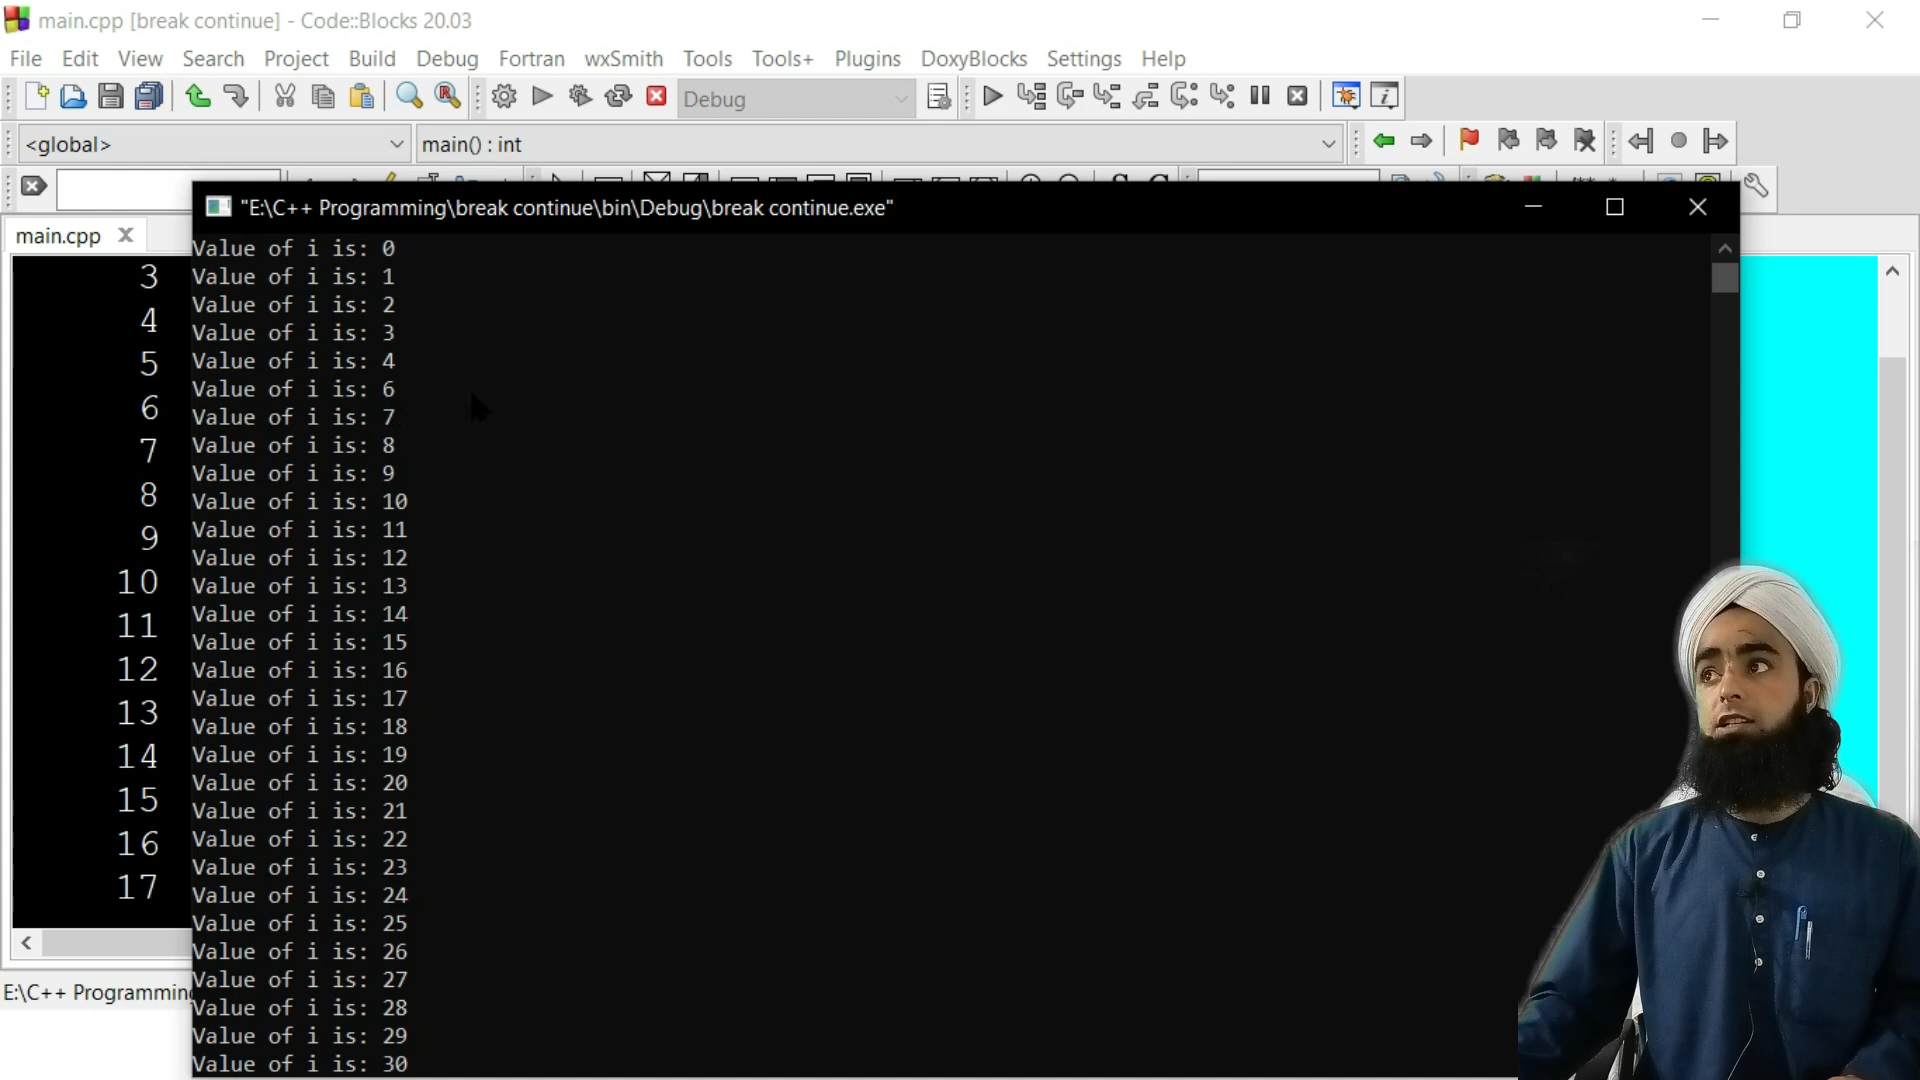 main.cpp [break continue] - Code::Blocks 20.03
File Edit View Search Project Build Debug Fortran wxSmith Tools Tools+ Plugins DoxyBlocks Settings Help
Debug
<global> main() : int
"E:\C++ Programming\break continue\bin\Debug\break continue.exe"
main.cpp
3
4
5
6
7
8
9
10
11
12
13
14
15
16
17
Value of i is: 0
Value of i is: 1
Value of i is: 2
Value of i is: 3
Value of i is: 4
Value of i is: 6
Value of i is: 7
Value of i is: 8
Value of i is: 9
Value of i is: 10
Value of i is: 11
Value of i is: 12
Value of i is: 13
Value of i is: 14
Value of i is: 15
Value of i is: 16
Value of i is: 17
Value of i is: 18
Value of i is: 19
Value of i is: 20
Value of i is: 21
Value of i is: 22
Value of i is: 23
Value of i is: 24
Value of i is: 25
Value of i is: 26
Value of i is: 27
Value of i is: 28
Value of i is: 29
Value of i is: 30
E:\C++ Programming